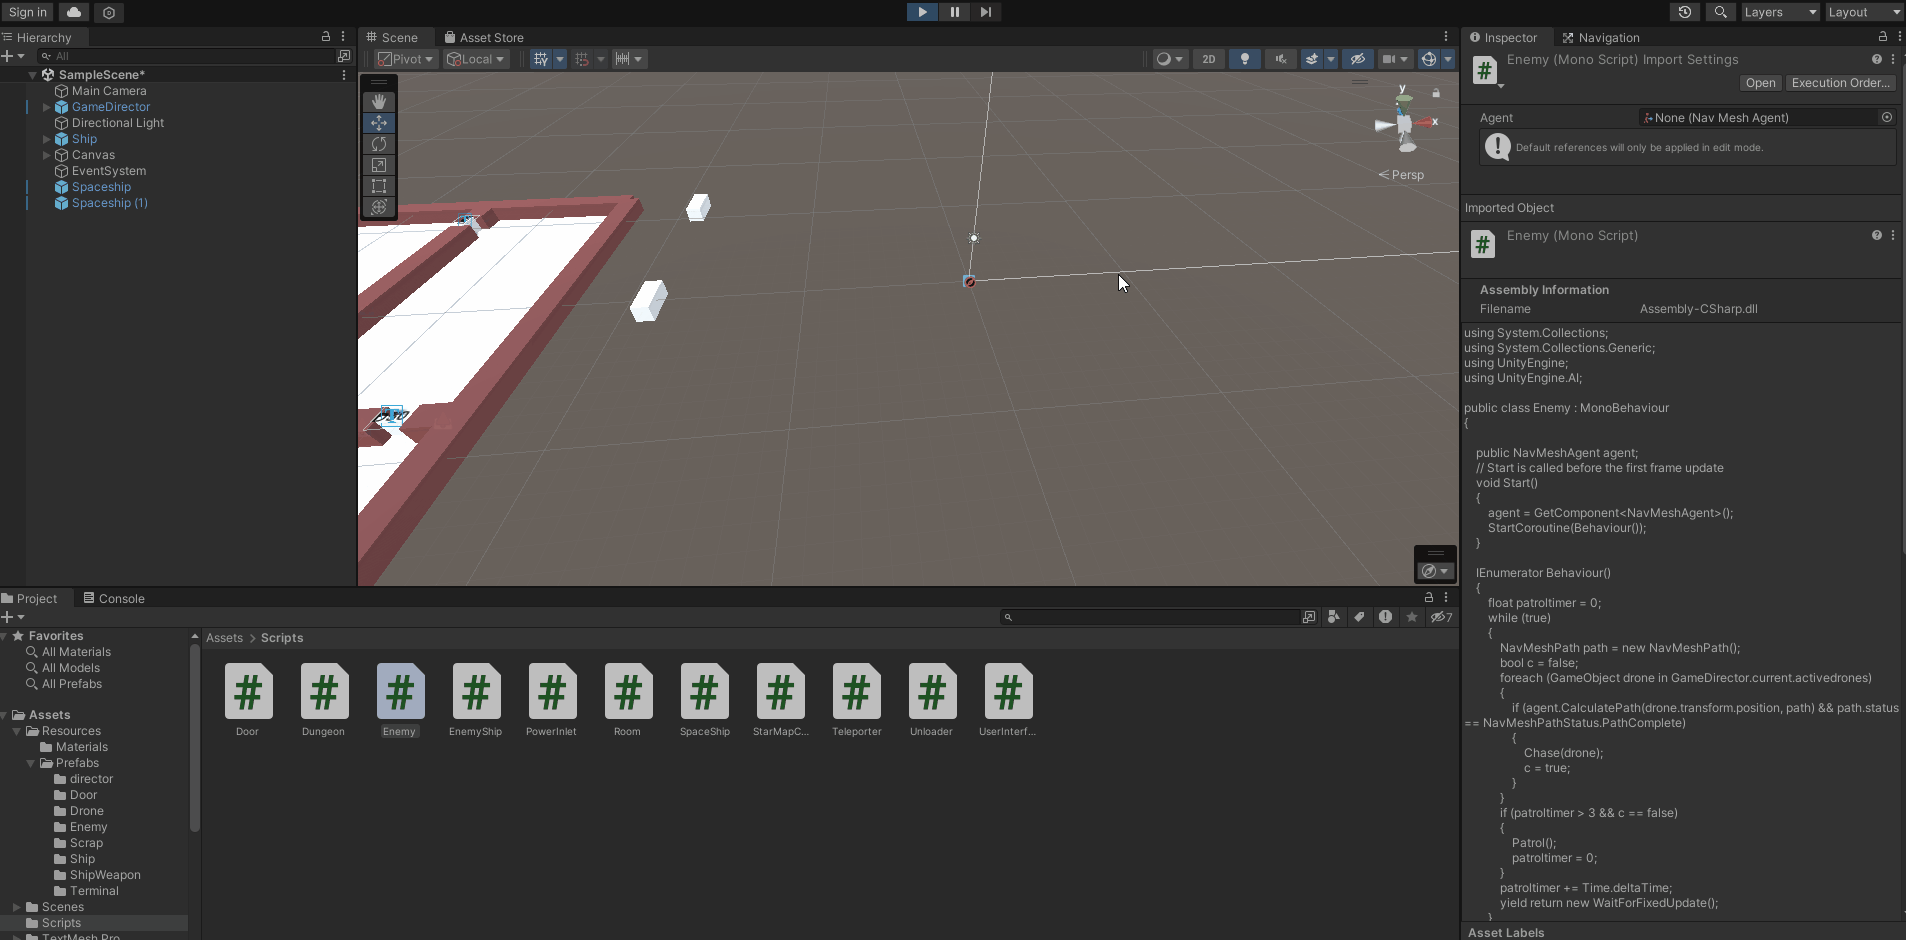 Sign in
Layers
Layout
Hierarchy
All
SampleScene*
Main Camera
GameDirector
Directional Light
Ship
Canvas
EventSystem
Spaceship
Spaceship (1)
Scene
Asset Store
Pivot
Local
2D
y
x
Persp
Inspector
Navigation
Enemy (Mono Script) Import Settings
Open
Execution Order...
Agent
None (Nav Mesh Agent)
Default references will only be applied in edit mode.
Imported Object
Enemy (Mono Script)
Assembly Information
Filename
Assembly-CSharp.dll
using System.Collections;
using System.Collections.Generic;
using UnityEngine;
using UnityEngine.AI;
public class Enemy : MonoBehaviour
{
public NavMeshAgent agent;
// Start is called before the first frame update
void Start()
{
agent = GetComponent<NavMeshAgent>();
StartCoroutine(Behaviour());
}
IEnumerator Behaviour()
{
float patroltimer = 0;
while (true)
{
NavMeshPath path = new NavMeshPath();
bool c = false;
foreach (GameObject drone in GameDirector.current.activedrones)
{
if (agent.CalculatePath(drone.transform.position, path) && path.status
== NavMeshPathStatus.PathComplete)
{
Chase(drone);
c = true;
}
}
if (patroltimer > 3 && c == false)
{
Patrol();
patroltimer = 0;
}
patroltimer += Time.deltaTime;
yield return new WaitForFixedUpdate();
}
Asset Labels
Project
Console
7
Favorites
All Materials
All Models
All Prefabs
Assets
Resources
Materials
Prefabs
director
Door
Drone
Enemy
Scrap
Ship
ShipWeapon
Terminal
Scenes
Scripts
TextMesh Pro
Assets > Scripts
Door
Dungeon
Enemy
EnemyShip
PowerInlet
Room
SpaceShip
StarMapC...
Teleporter
Unloader
UserInterf...